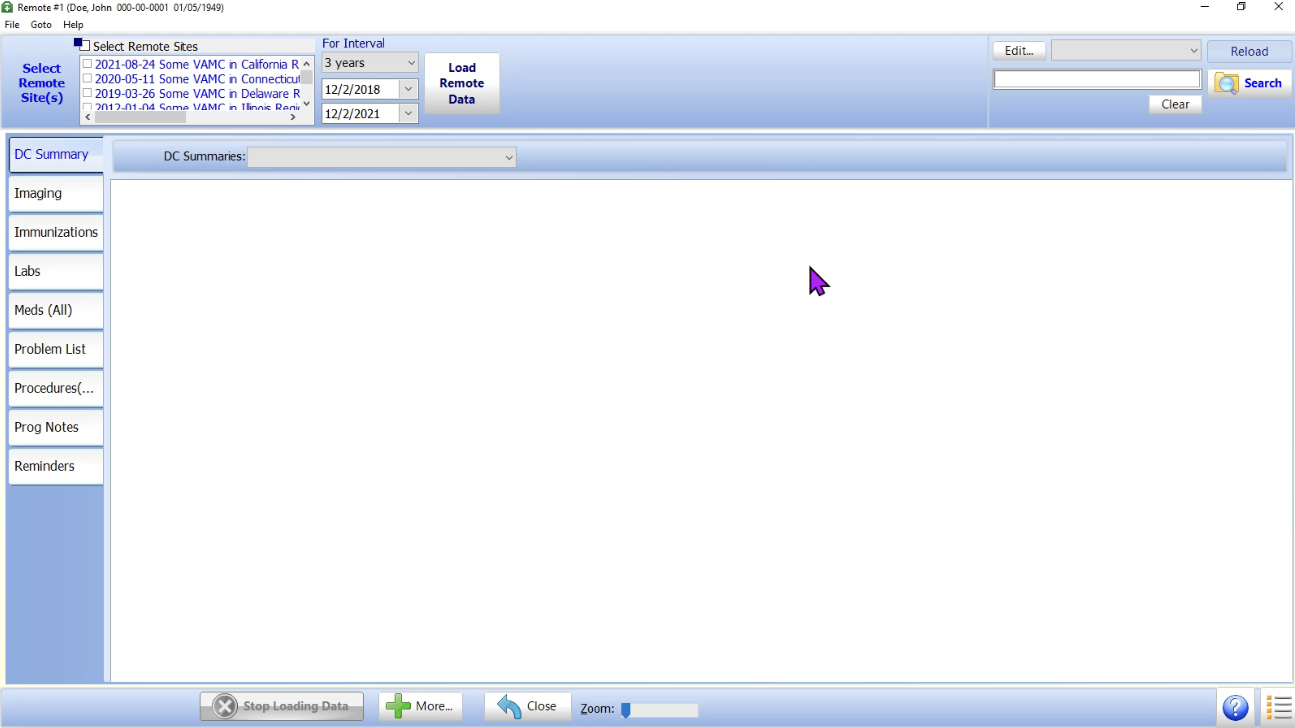 Remote #1 (Doe, John 000-00-0001 01/05/1949)
File Goto Help
Select Remote Site(s)
Select Remote Sites
2021-08-24 Some VAMC in California R
2020-05-11 Some VAMC in Connecticut
2019-03-26 Some VAMC in Delaware R
2012-01-04 Some VAMC in Illinois Regi
For Interval
3 years
12/2/2018
12/2/2021
Load Remote Data
Edit...
Reload
Search
Clear
DC Summary
DC Summaries:
Imaging
Immunizations
Labs
Meds (All)
Problem List
Procedures(...
Prog Notes
Reminders
Stop Loading Data
More...
Close
Zoom: